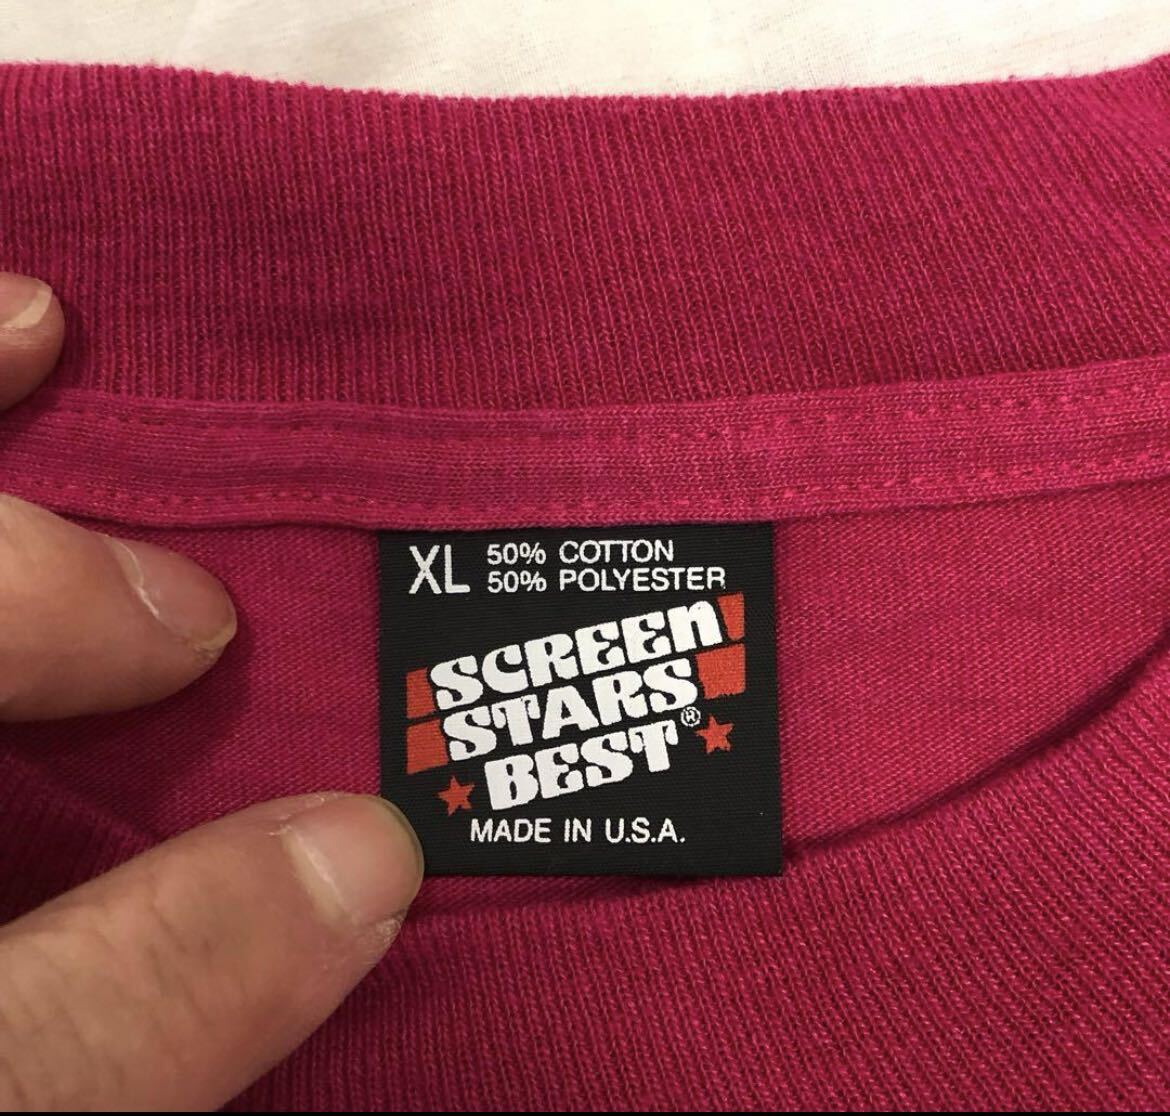 XL 50% COTTON
50% POLYESTER
SCREEN
STARS
BEST®
MADE IN U.S.A.